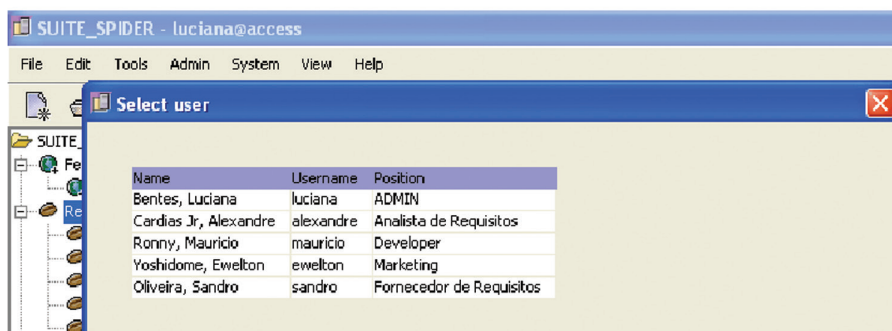 SUITE_SPIDER - luciana@access
File Edit Tools Admin System View Help
Select user
SUITE_
Fe
Re
Name Username Position
Bentes, Luciana luciana ADMIN
Cardias Jr, Alexandre alexandre Analista de Requisitos
Ronny, Mauricio mauricio Developer
Yoshidome, Ewelton ewelton Marketing
Oliveira, Sandro sandro Fornecedor de Requisitos